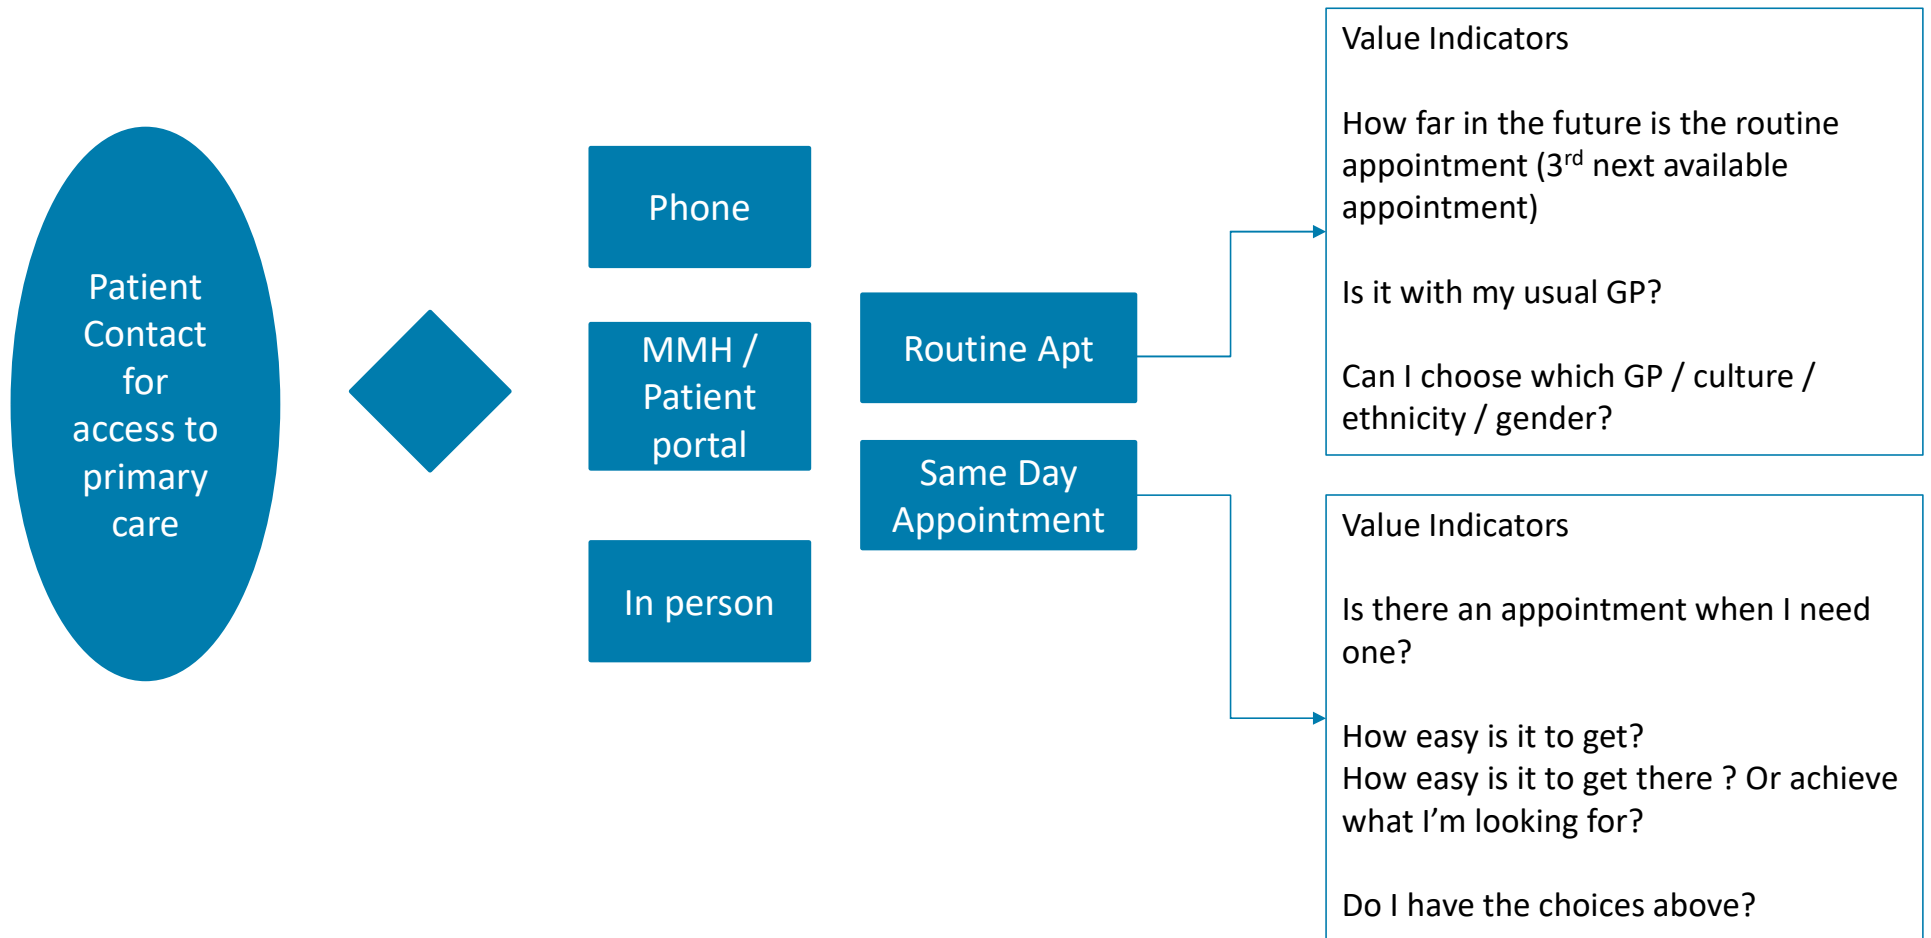 Patient
Contact
for
access to
primary
care
Phone
MMH /
Patient
portal
In person
Routine Apt
Same Day
Appointment
Value Indicators
How far in the future is the routine
appointment (3rd next available
appointment)
Is it with my usual GP?
Can I choose which GP / culture /
ethnicity / gender?
Value Indicators
Is there an appointment when I need
one?
How easy is it to get?
How easy is it to get there ? Or achieve
what I’m looking for?
Do I have the choices above?